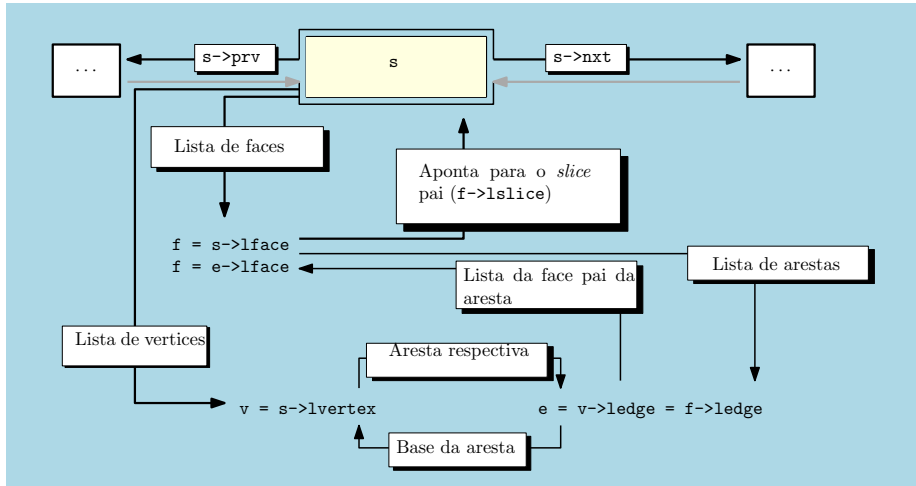 s->prv
s
s->nxt
...
...
Lista de faces
Aponta para o slice
pai (f->lslice)
f = s->lface
f = e->lface
Lista de arestas
Lista da face pai da
aresta
Lista de vertices
Aresta respectiva
v = s->lvertex
e = v->ledge = f->ledge
Base da aresta